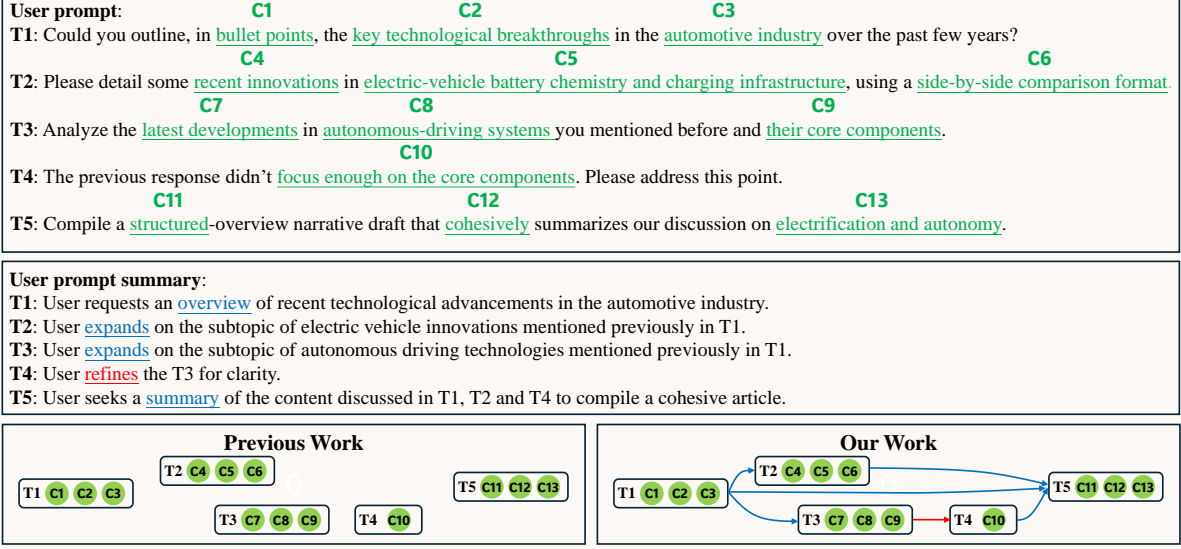 User prompt:
C1 C2 C3
T1: Could you outline, in bullet points, the key technological breakthroughs in the automotive industry over the past few years?
C4 C5 C6
T2: Please detail some recent innovations in electric-vehicle battery chemistry and charging infrastructure, using a side-by-side comparison format.
C7 C8 C9
T3: Analyze the latest developments in autonomous-driving systems you mentioned before and their core components.
C10
T4: The previous response didn't focus enough on the core components. Please address this point.
C11 C12 C13
T5: Compile a structured-overview narrative draft that cohesively summarizes our discussion on electrification and autonomy.
User prompt summary:
T1: User requests an overview of recent technological advancements in the automotive industry.
T2: User expands on the subtopic of electric vehicle innovations mentioned previously in T1.
T3: User expands on the subtopic of autonomous driving technologies mentioned previously in T1.
T4: User refines the T3 for clarity.
T5: User seeks a summary of the content discussed in T1, T2 and T4 to compile a cohesive article.
Previous Work
T2 C4 C5 C6
T1 C1 C2 C3
0
T5 C11 C12 C13
T3 C7 C8 C9
T4 C10
Our Work
T2 C4 C5 C6
T1 C1 C2 C3
0
T5 C11 C12 C13
T3 C7 C8 C9
T4 C10